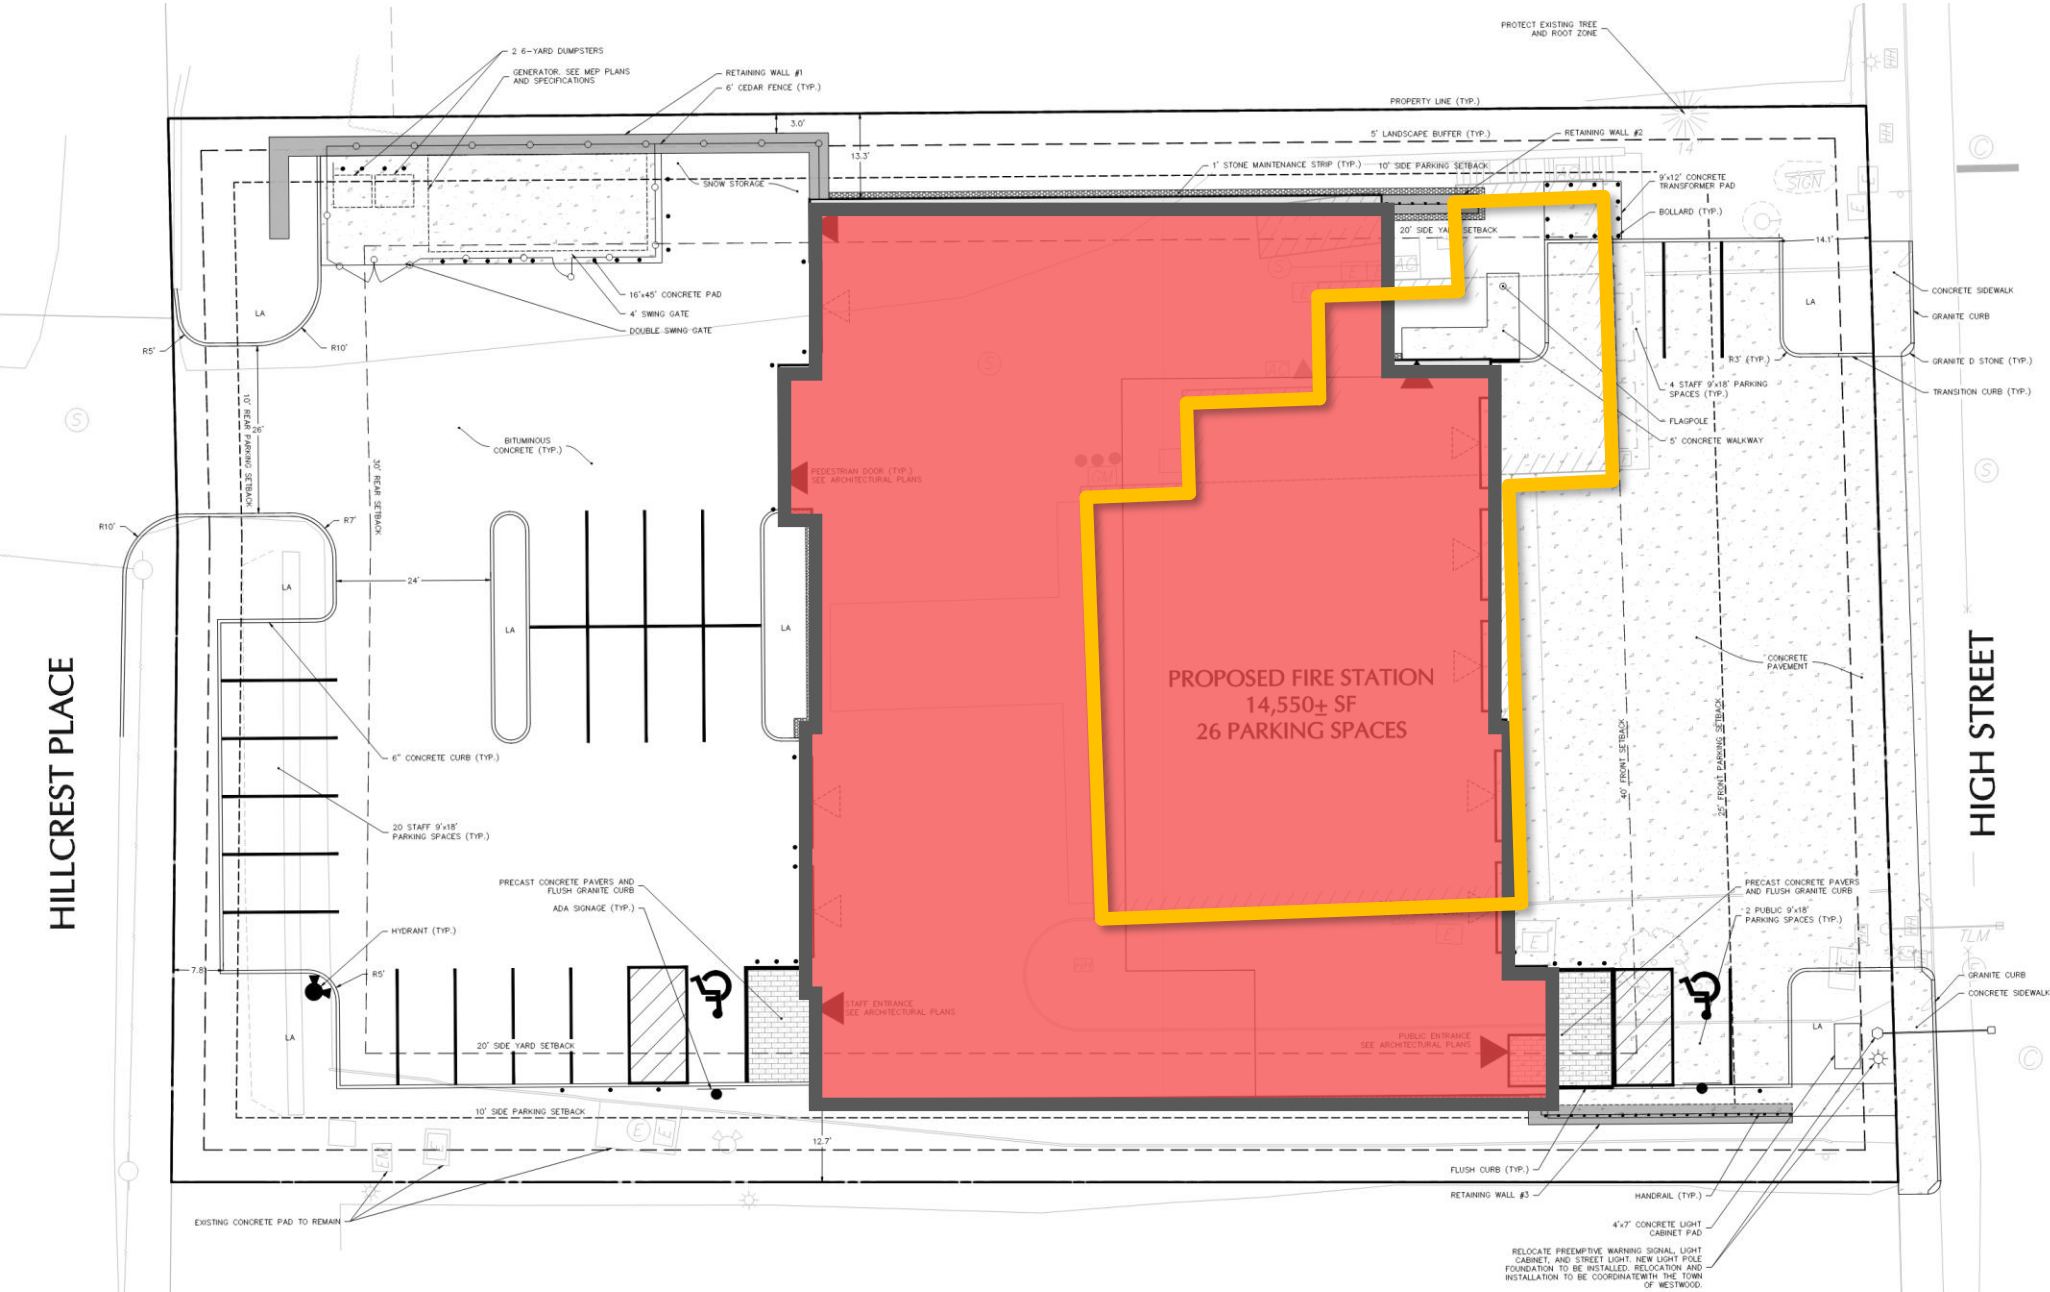 PROTECT EXISTING TREE
AND ROOT ZONE
2 6-YARD DUMPSTERS
GENERATOR. SEE MEP PLANS
AND SPECIFICATIONS
RETAINING WALL #1
6' CEDAR FENCE (TYP.)
PROPERTY LINE (TYP.)
3.0'
13.3'
5' LANDSCAPE BUFFER (TYP.)
RETAINING WALL #2
14"
1' STONE MAINTENANCE STRIP (TYP.)
10' SIDE PARKING SETBACK
SNOW STORAGE
9'x12' CONCRETE
TRANSFORMER PAD
SIGN
BOLLARD (TYP.)
20' SIDE YARD SETBACK
14.1'
16'x45' CONCRETE PAD
4' SWING GATE
DOUBLE SWING GATE
LA
LA
CONCRETE SIDEWALK
GRANITE CURB
R5'
R10'
R3' (TYP.)
GRANITE D STONE (TYP.)
TRANSITION CURB (TYP.)
4 STAFF 9'x18' PARKING
SPACES (TYP.)
FLAGPOLE
5' CONCRETE WALKWAY
10' REAR PARKING SETBACK
26'
30' REAR SETBACK
BITUMINOUS
CONCRETE (TYP.)
PEDESTRIAN DOOR (TYP.)
SEE ARCHITECTURAL PLANS
GM
AC
S
S
S
C
C
R10'
R7'
24'
LA
LA
LA
HILLCREST PLACE
HIGH STREET
PROPOSED FIRE STATION
14,550± SF
26 PARKING SPACES
CONCRETE
PAVEMENT
40' FRONT SETBACK
25' FRONT PARKING SETBACK
6" CONCRETE CURB (TYP.)
20 STAFF 9'x18'
PARKING SPACES (TYP.)
PRECAST CONCRETE PAVERS AND
FLUSH GRANITE CURB
ADA SIGNAGE (TYP.)
PRECAST CONCRETE PAVERS
AND FLUSH GRANITE CURB
2 PUBLIC 9'x18'
PARKING SPACES (TYP.)
HYDRANT (TYP.)
TLM
E
E
7.8'
R5'
GRANITE CURB
CONCRETE SIDEWALK
STAFF ENTRANCE
SEE ARCHITECTURAL PLANS
PUBLIC ENTRANCE
SEE ARCHITECTURAL PLANS
LA
LA
20' SIDE YARD SETBACK
10' SIDE PARKING SETBACK
12.7'
EM
E
E
E
FLUSH CURB (TYP.)
RETAINING WALL #3
HANDRAIL (TYP.)
EXISTING CONCRETE PAD TO REMAIN
4'x7' CONCRETE LIGHT
CABINET PAD
RELOCATE PREEMPTIVE WARNING SIGNAL, LIGHT
CABINET, AND STREET LIGHT. NEW LIGHT POLE
FOUNDATION TO BE INSTALLED. RELOCATION AND
INSTALLATION TO BE COORDINATEWITH THE TOWN
OF WESTWOOD.